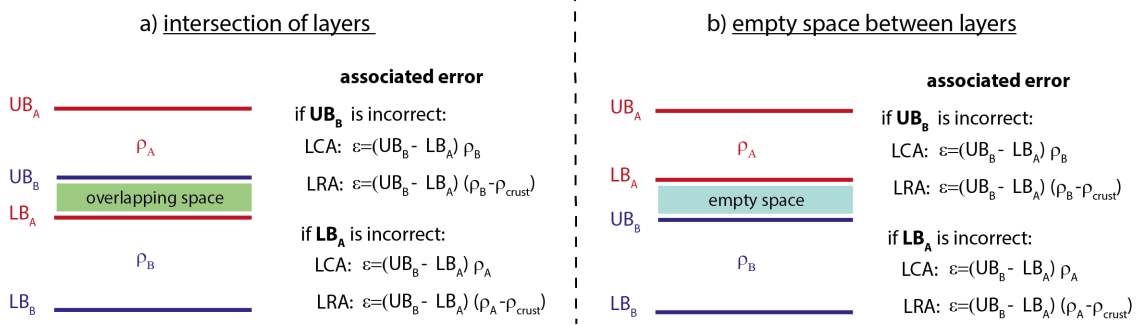 a) intersection of layers
associated error
UB_A
ρ_A
UB_B
overlapping space
LB_A
ρ_B
LB_B
if UB_B is incorrect:
LCA: ε=(UB_B- LB_A) ρ_B
LRA: ε=(UB_B- LB_A) (ρ_B-ρ_crust)
if LB_A is incorrect:
LCA: ε=(UB_B- LB_A) ρ_A
LRA: ε=(UB_B- LB_A) (ρ_A-ρ_crust)
b) empty space between layers
associated error
UB_A
ρ_A
LB_A
empty space
UB_B
ρ_B
LB_B
if UB_B is incorrect:
LCA: ε=(UB_B- LB_A) ρ_B
LRA: ε=(UB_B- LB_A) (ρ_B-ρ_crust)
if LB_A is incorrect:
LCA: ε=(UB_B- LB_A) ρ_A
LRA: ε=(UB_B- LB_A) (ρ_A-ρ_crust)